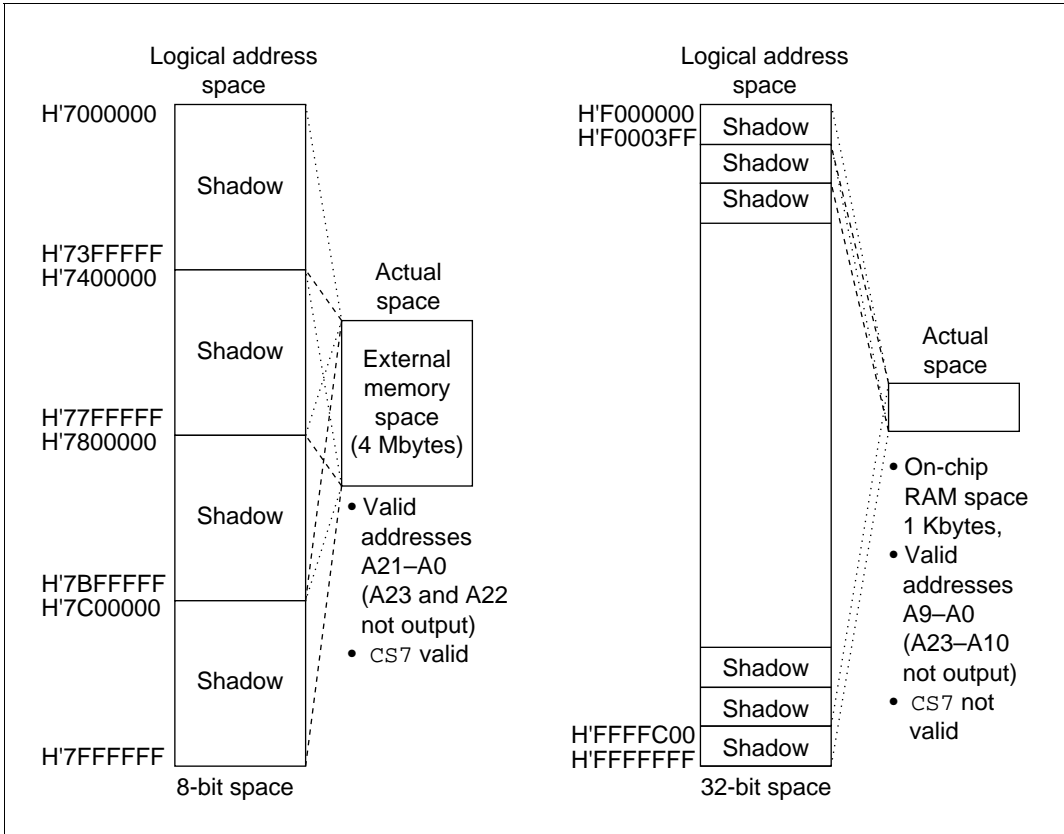 Logical address
space
H'7000000
Shadow
H'73FFFFF
H'7400000
Shadow
H'77FFFFF
H'7800000
Shadow
H'7BFFFFF
H'7C00000
Shadow
H'7FFFFFF
8-bit space
Actual
space
External
memory
space
(4 Mbytes)
• Valid
addresses
A21–A0
(A23 and A22
not output)
• CS7 valid
Logical address
space
H'F000000
H'F0003FF
Shadow
Shadow
Shadow
Shadow
Shadow
H'FFFFC00
Shadow
H'FFFFFFF
32-bit space
Actual
space
• On-chip
RAM space
1 Kbytes,
• Valid
addresses
A9–A0
(A23–A10
not output)
• CS7 not
valid